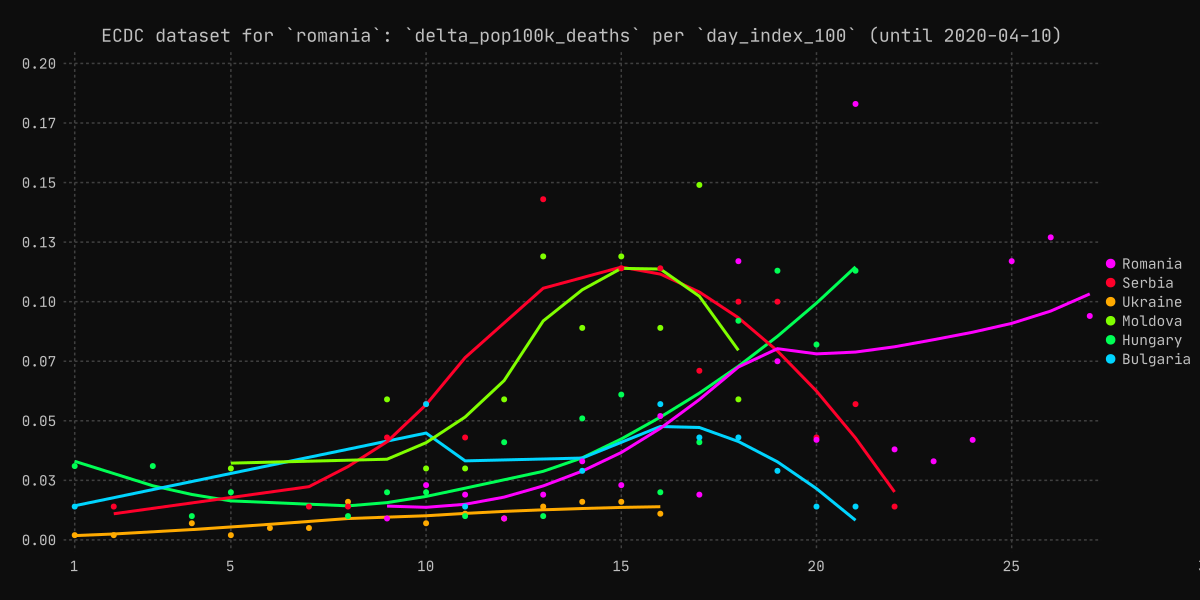 ECDC dataset for `romania`: `delta_pop100k_deaths` per `day_index_100` (until 2020-04-10)
0.20
0.17
0.15
0.13
0.10
0.07
0.05
0.03
0.00
1 5 10 15 20 25
Romania
Serbia
Ukraine
Moldova
Hungary
Bulgaria